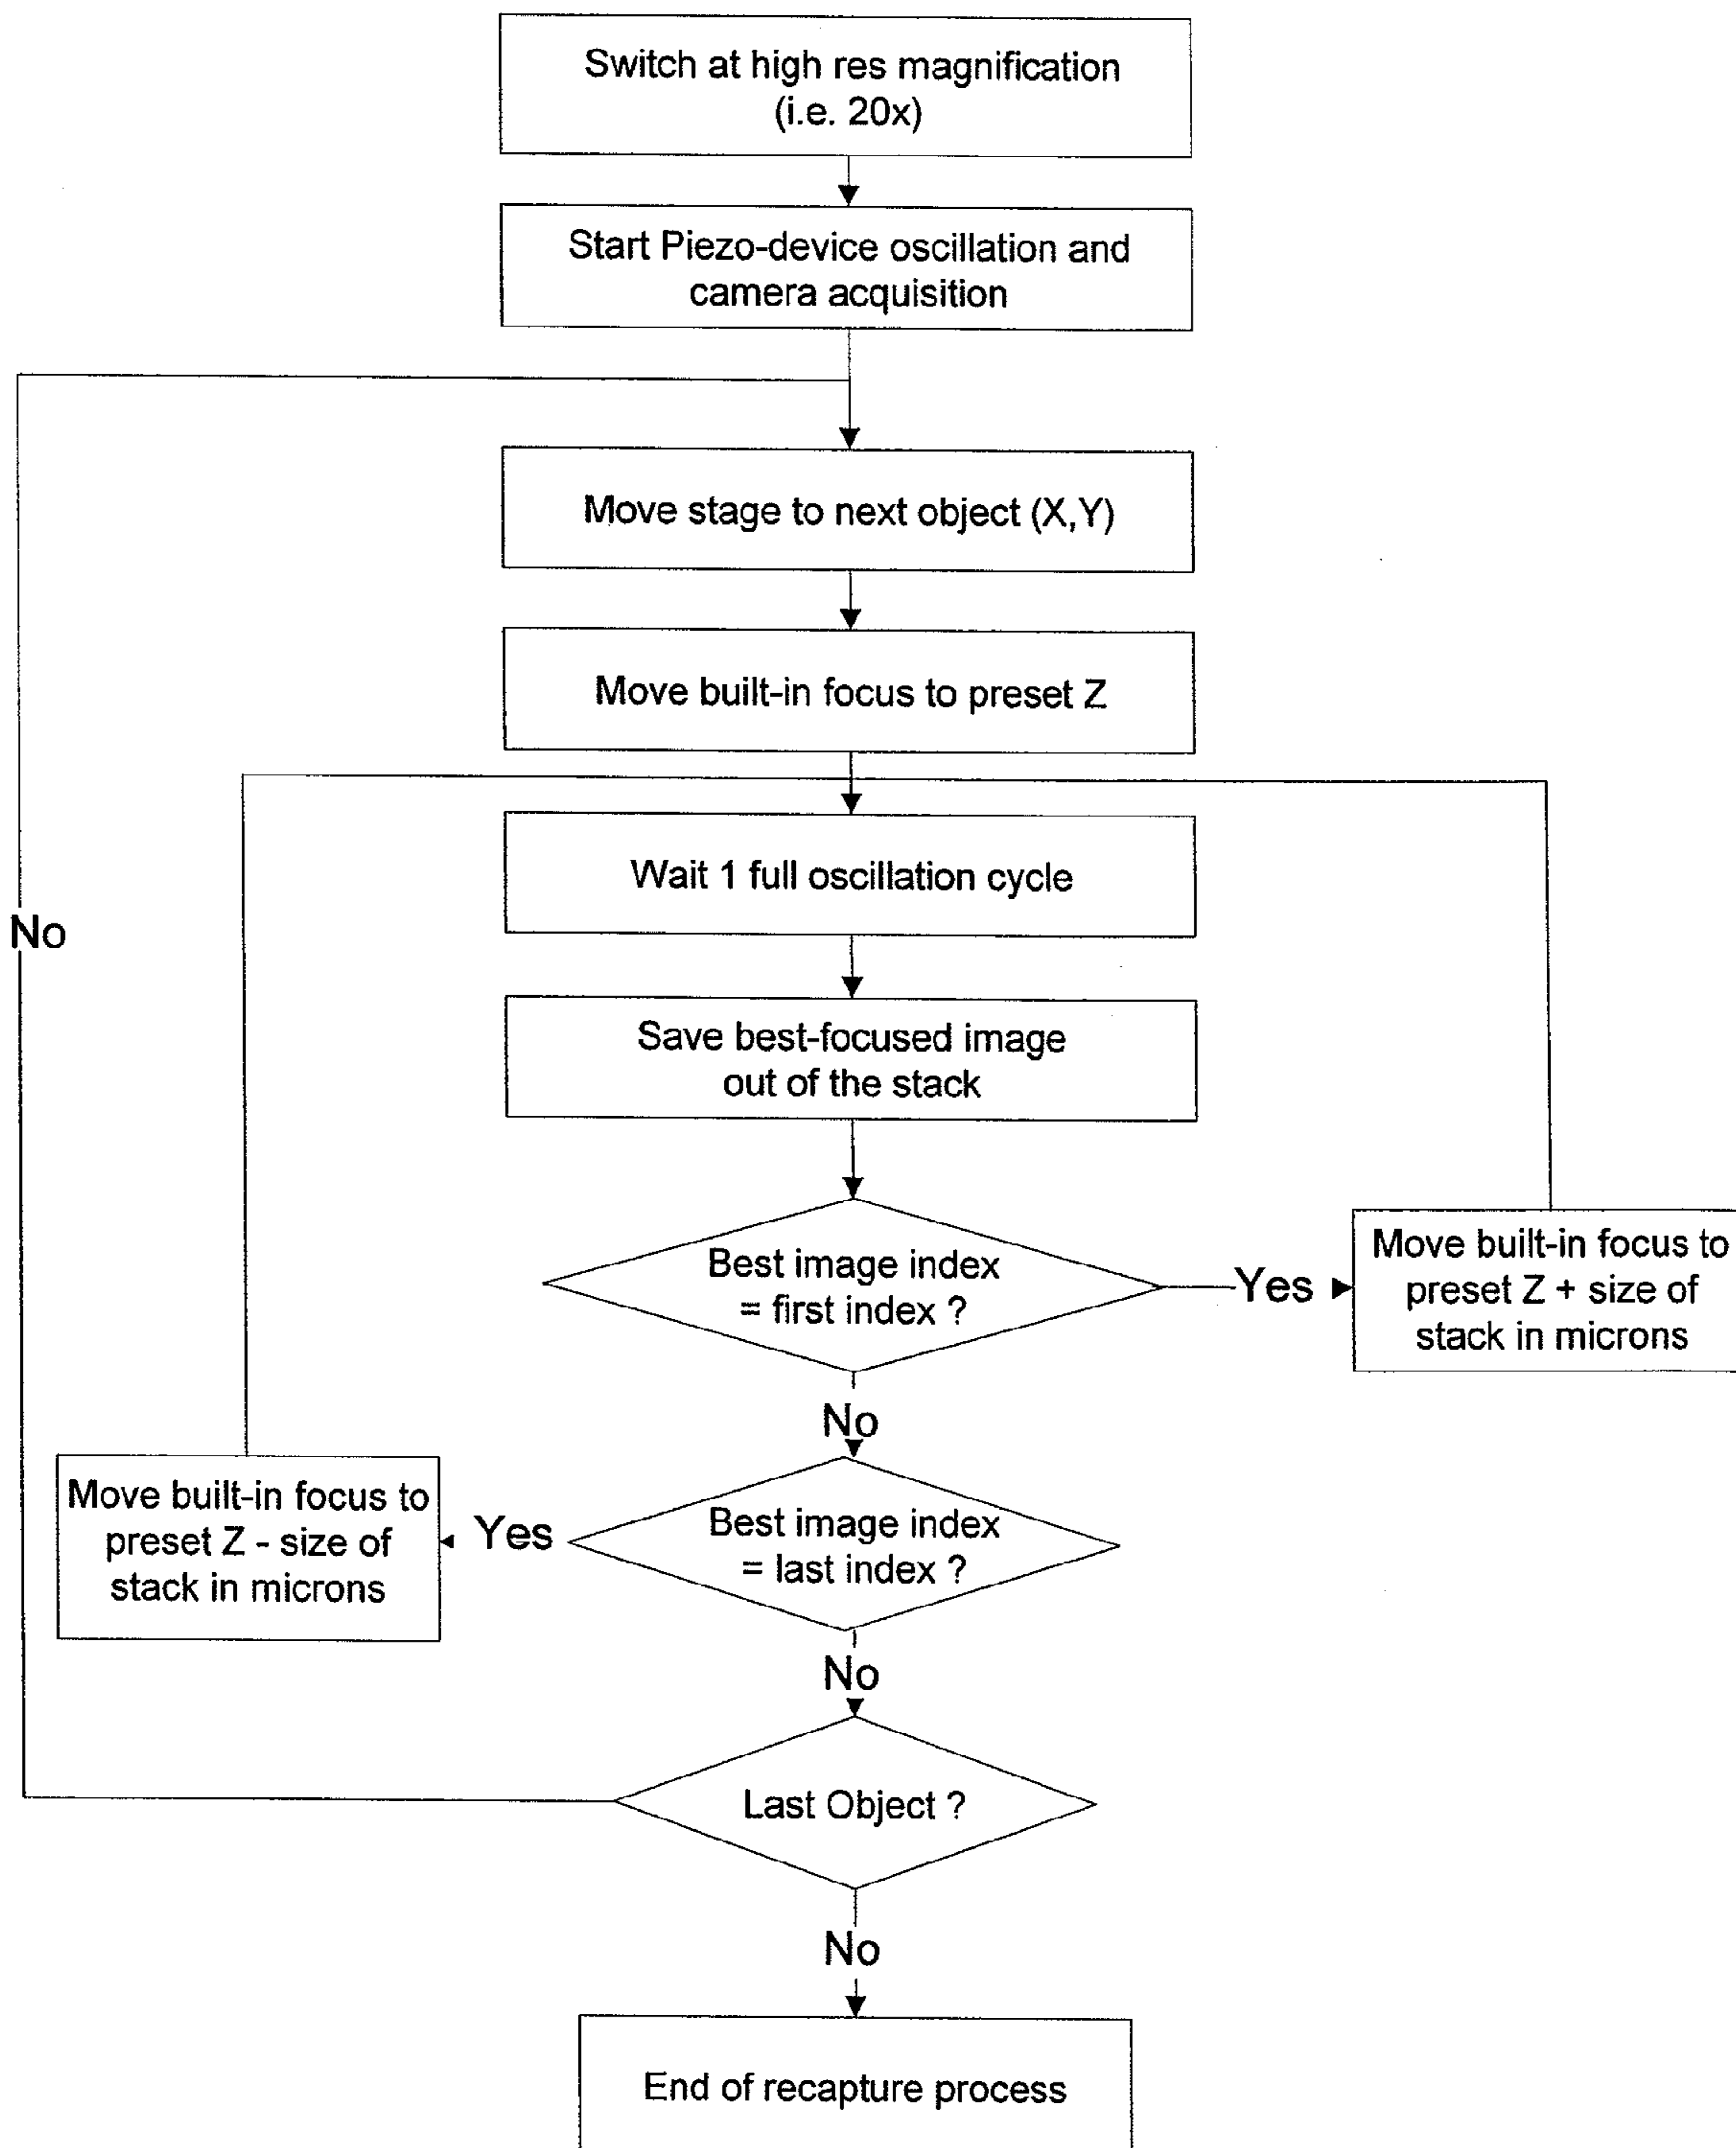 Switch at high res magnification
(i.e. 20x)
Start Piezo-device oscillation and
camera acquisition
Move stage to next object (X,Y)
Move built-in focus to preset Z
Wait 1 full oscillation cycle
No
Save best-focused image
out of the stack
Best image index
= first index ?
Yes
Move built-in focus to
preset Z + size of
stack in microns
No
Best image index
= last index ?
Yes
Move built-in focus to
preset Z - size of
stack in microns
No
Last Object ?
No
End of recapture process